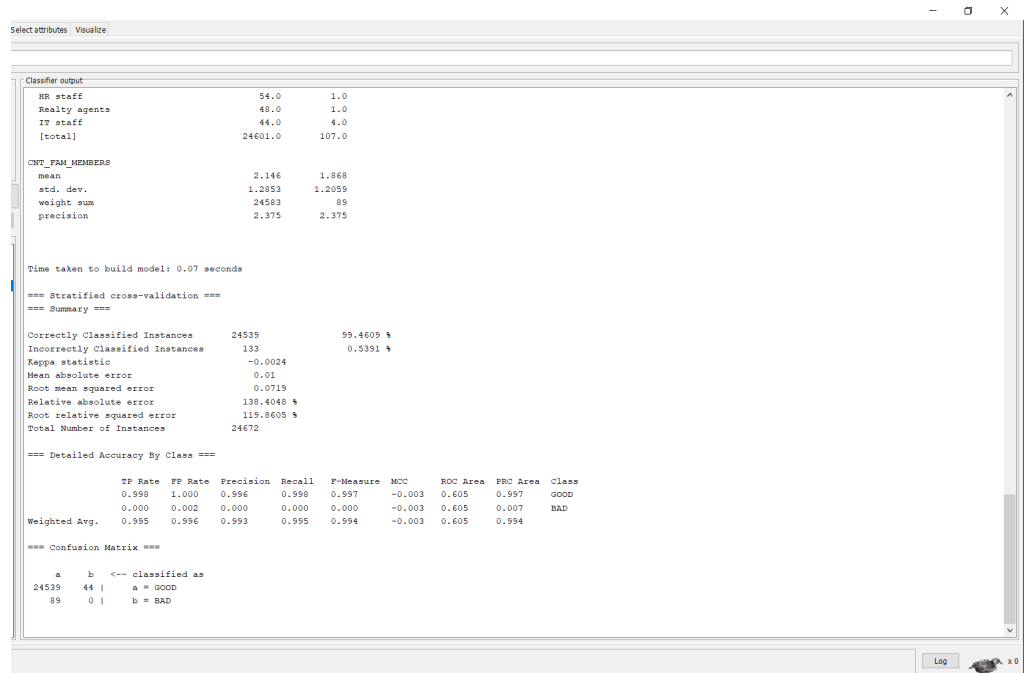 Select attributes Visualize
Classifier output
HR staff 54.0 1.0
Realty agents 48.0 1.0
IT staff 44.0 4.0
[total] 24601.0 107.0
CNT_FAM_MEMBERS
mean 2.146 1.868
std. dev. 1.2853 1.2059
weight sum 24583 89
precision 2.375 2.375
Time taken to build model: 0.07 seconds
=== Stratified cross-validation ===
=== Summary ===
Correctly Classified Instances 24539 99.4609 %
Incorrectly Classified Instances 133 0.5391 %
Kappa statistic -0.0024
Mean absolute error 0.01
Root mean squared error 0.0719
Relative absolute error 138.4048 %
Root relative squared error 119.8605 %
Total Number of Instances 24672
=== Detailed Accuracy By Class ===
TP Rate FP Rate Precision Recall F-Measure MCC ROC Area PRC Area Class
0.998 1.000 0.996 0.998 0.997 -0.003 0.605 0.997 GOOD
0.000 0.002 0.000 0.000 0.000 -0.003 0.605 0.007 BAD
Weighted Avg. 0.995 0.996 0.993 0.995 0.994 -0.003 0.605 0.994
=== Confusion Matrix ===
a b <-- classified as
24539 44 | a = GOOD
89 0 | b = BAD
Log x 0